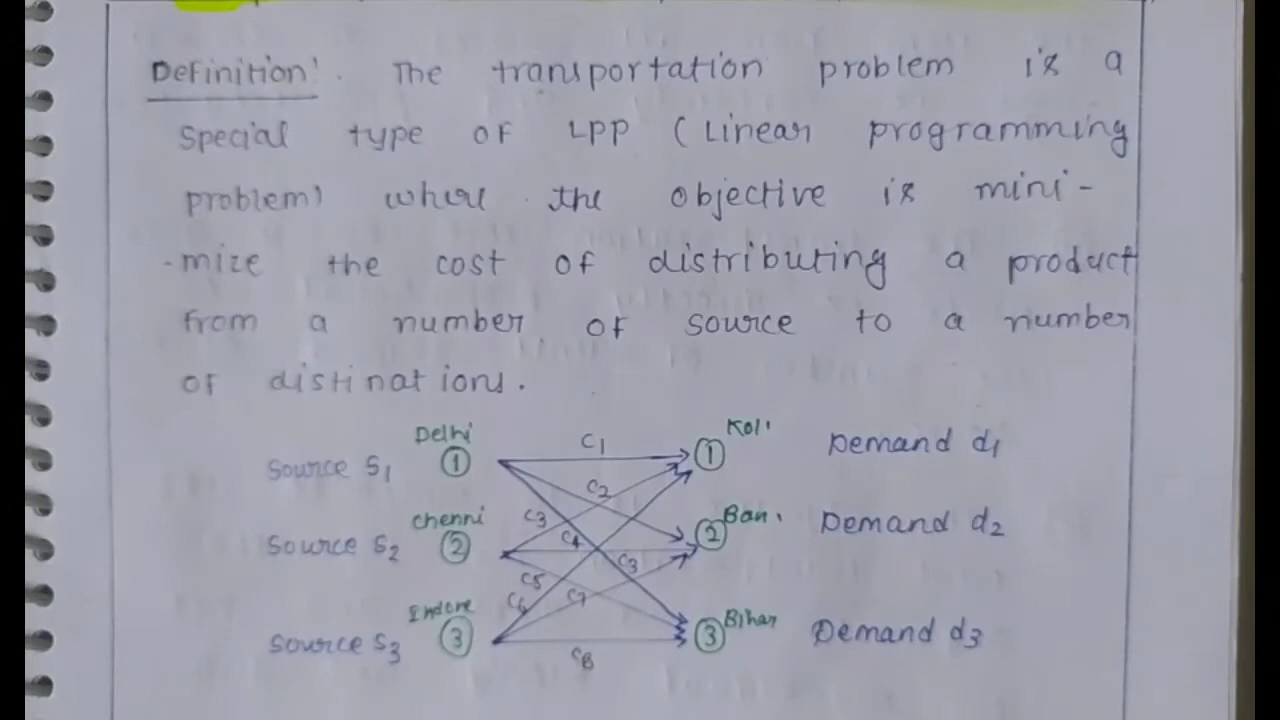 Definition: The transportation problem is a
special type of LPP (Linear programming
problem) where the objective is mini-
-mize the cost of distributing a product
from a number of source to a number
of distinations.
Delhi C1 Kol.
Source S1 1 1 Demand d1
C2
Chenni C3 Ban.
Source S2 2 C4 C3 2 Demand d2
C5 C6 C7
Indore Bihar
Source S3 3 3 Demand d3
C8